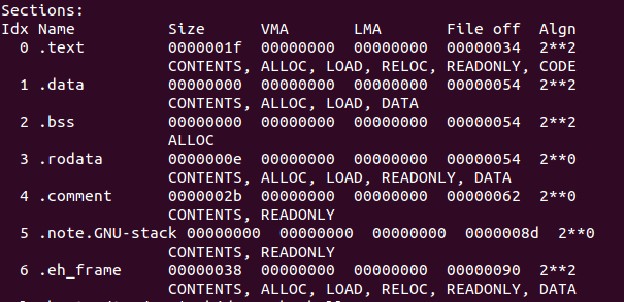 Sections:
Idx Name Size VMA LMA File off Algn
0 .text 0000001f 00000000 00000000 00000034 2**2
CONTENTS, ALLOC, LOAD, RELOC, READONLY, CODE
1 .data 00000000 00000000 00000000 00000054 2**2
CONTENTS, ALLOC, LOAD, DATA
2 .bss 00000000 00000000 00000000 00000054 2**2
ALLOC
3 .rodata 0000000e 00000000 00000000 00000054 2**0
CONTENTS, ALLOC, LOAD, READONLY, DATA
4 .comment 0000002b 00000000 00000000 00000062 2**0
CONTENTS, READONLY
5 .note.GNU-stack 00000000 00000000 00000000 0000008d 2**0
CONTENTS, READONLY
6 .eh_frame 00000038 00000000 00000000 00000090 2**2
CONTENTS, ALLOC, LOAD, RELOC, READONLY, DATA